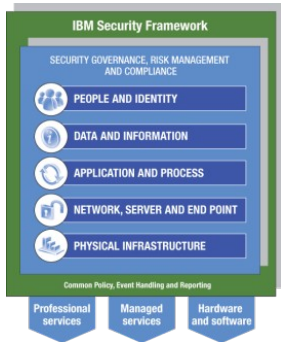 IBM Security Framework
SECURITY GOVERNANCE, RISK MANAGEMENT
AND COMPLIANCE
PEOPLE AND IDENTITY
DATA AND INFORMATION
APPLICATION AND PROCESS
NETWORK, SERVER AND END POINT
PHYSICAL INFRASTRUCTURE
Common Policy, Event Handling and Reporting
Professional
services
Managed
services
Hardware
and software